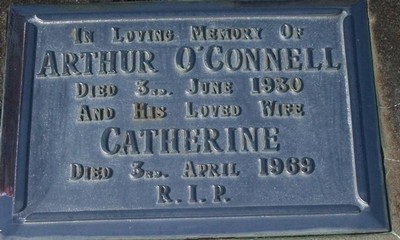 In Loving Memory Of
ARTHUR O'CONNELL
Died 3rd. June 1930
And His Loved Wife
CATHERINE
Died 3rd. April 1969
R.I.P.